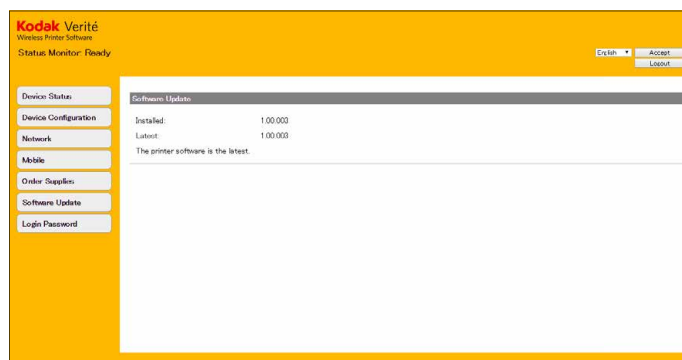 Kodak Verité
Wireless Printer Software
Status Monitor: Ready
English
Accept
Logout
Device Status
Device Configuration
Network
Mobile
Order Supplies
Software Update
Login Password
Software Update
Installed: 1.00.003
Latest: 1.00.003
The printer software is the latest.